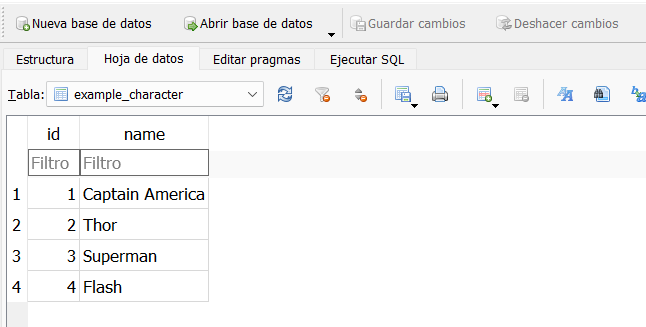 Nueva base de datos Abrir base de datos Guardar cambios Deshacer cambios
Estructura Hoja de datos Editar pragmas Ejecutar SQL
Tabla: example_character
id name
Filtro Filtro
1 1 Captain America
2 2 Thor
3 3 Superman
4 4 Flash